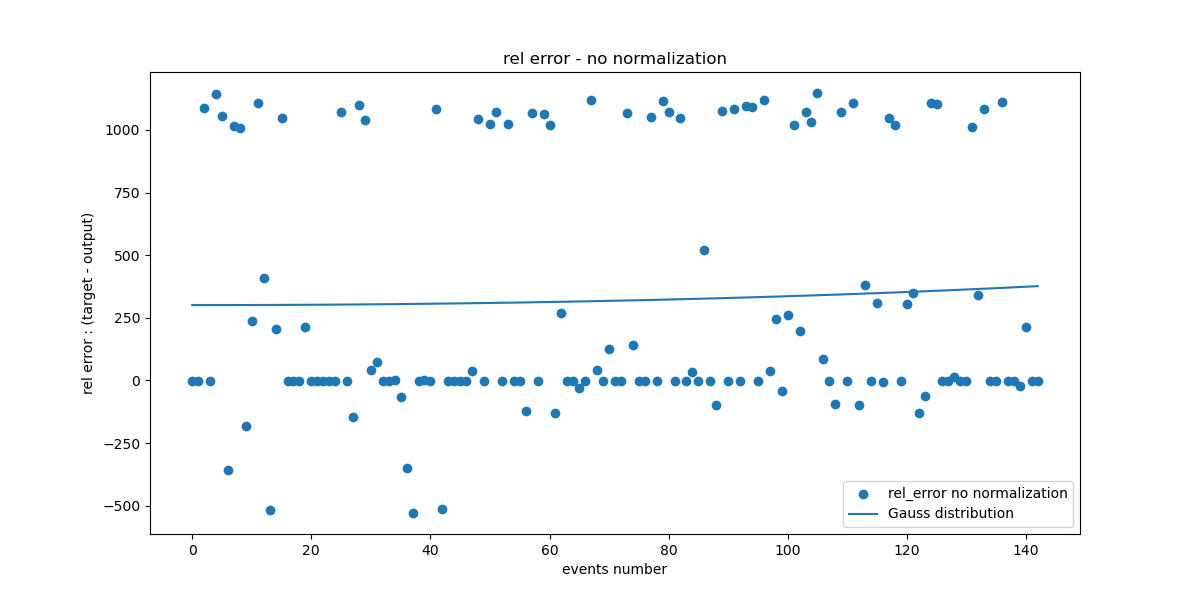 rel error - no normalization
rel error : (target - output)
1000
750
500
250
0
−250
−500
0 20 40 60 80 100 120 140
events number
rel_error no normalization
Gauss distribution